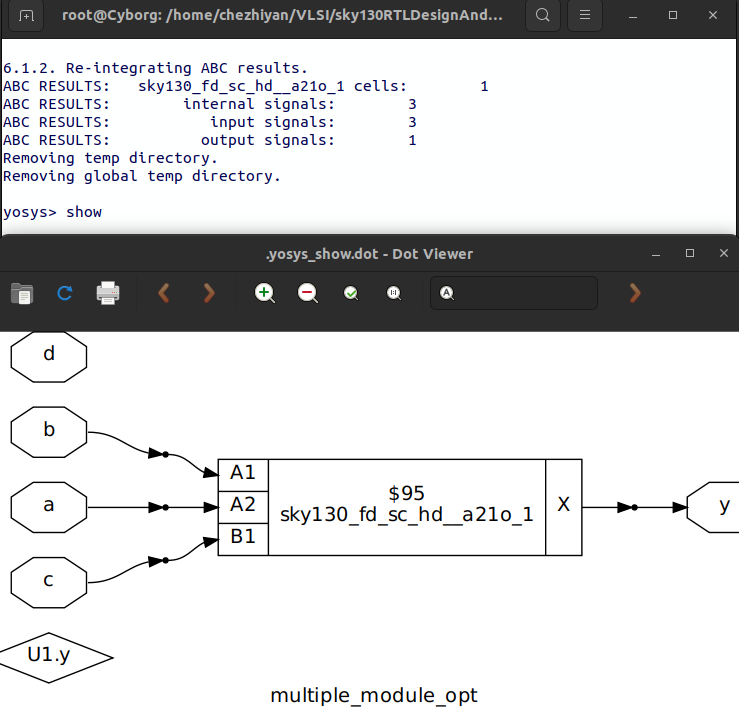 root@Cyborg: /home/chezhiyan/VLSI/sky130RTLDesignAnd...
6.1.2. Re-integrating ABC results.
ABC RESULTS:   sky130_fd_sc_hd__a21o_1 cells:        1
ABC RESULTS:        internal signals:        3
ABC RESULTS:           input signals:        3
ABC RESULTS:          output signals:        1
Removing temp directory.
Removing global temp directory.
yosys> show
.yosys_show.dot - Dot Viewer
d
b
a
c
A1
A2
B1
$95
sky130_fd_sc_hd__a21o_1
X
y
U1.y
multiple_module_opt